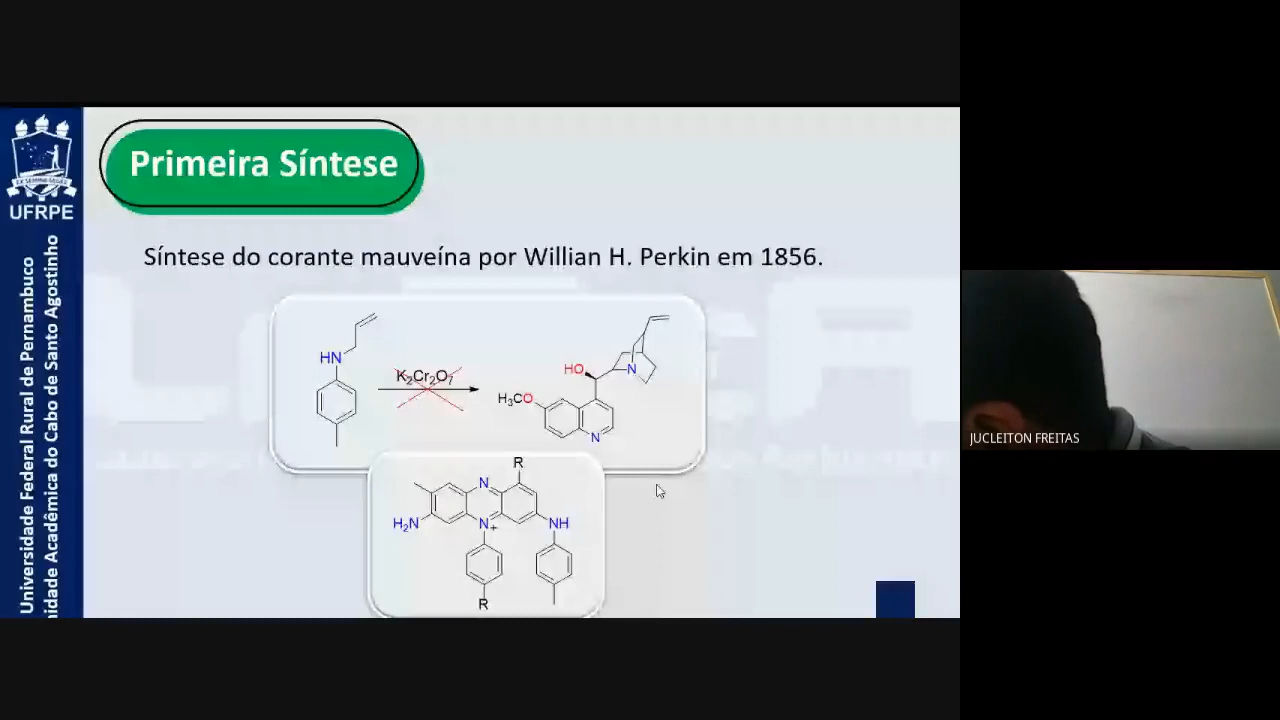 Primeira Síntese
UFRPE
Universidade Federal Rural de Pernambuco
idade Acadêmica do Cabo de Santo Agostinho
Síntese do corante mauveína por Willian H. Perkin em 1856.
HN
K2Cr2O7
HO
N
H3CO
N
R
N
H2N
N+
NH
R
JUCLEITON FREITAS